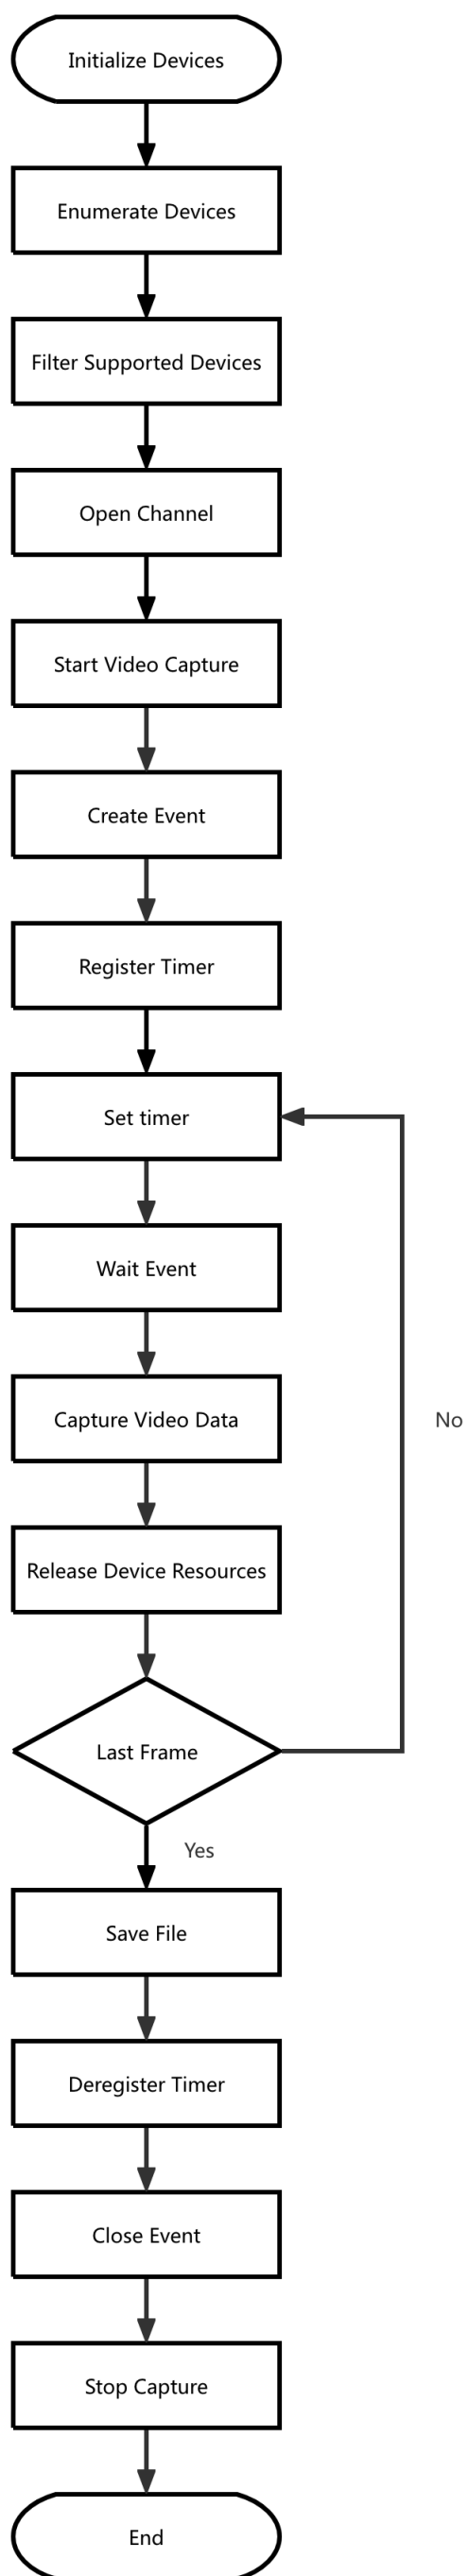 Initialize Devices
Enumerate Devices
Filter Supported Devices
Open Channel
Start Video Capture
Create Event
Register Timer
Set timer
Wait Event
Capture Video Data
No
Release Device Resources
Last Frame
Yes
Save File
Deregister Timer
Close Event
Stop Capture
End